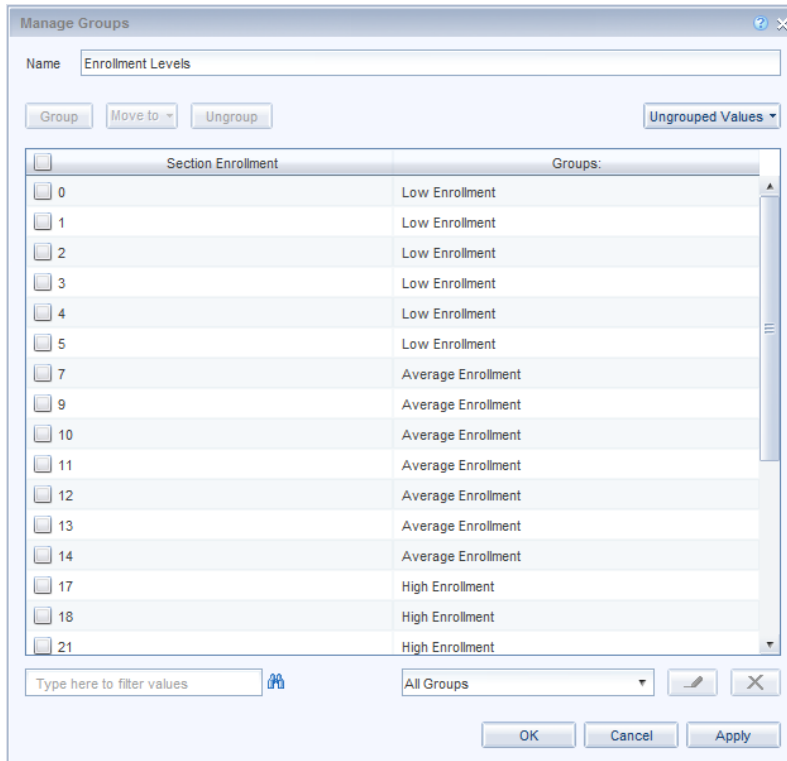 Manage Groups
Name Enrollment Levels
Group Move to Ungroup Ungrouped Values
Section Enrollment Groups:
0 Low Enrollment
1 Low Enrollment
2 Low Enrollment
3 Low Enrollment
4 Low Enrollment
5 Low Enrollment
7 Average Enrollment
9 Average Enrollment
10 Average Enrollment
11 Average Enrollment
12 Average Enrollment
13 Average Enrollment
14 Average Enrollment
17 High Enrollment
18 High Enrollment
21 High Enrollment
Type here to filter values All Groups
OK Cancel Apply